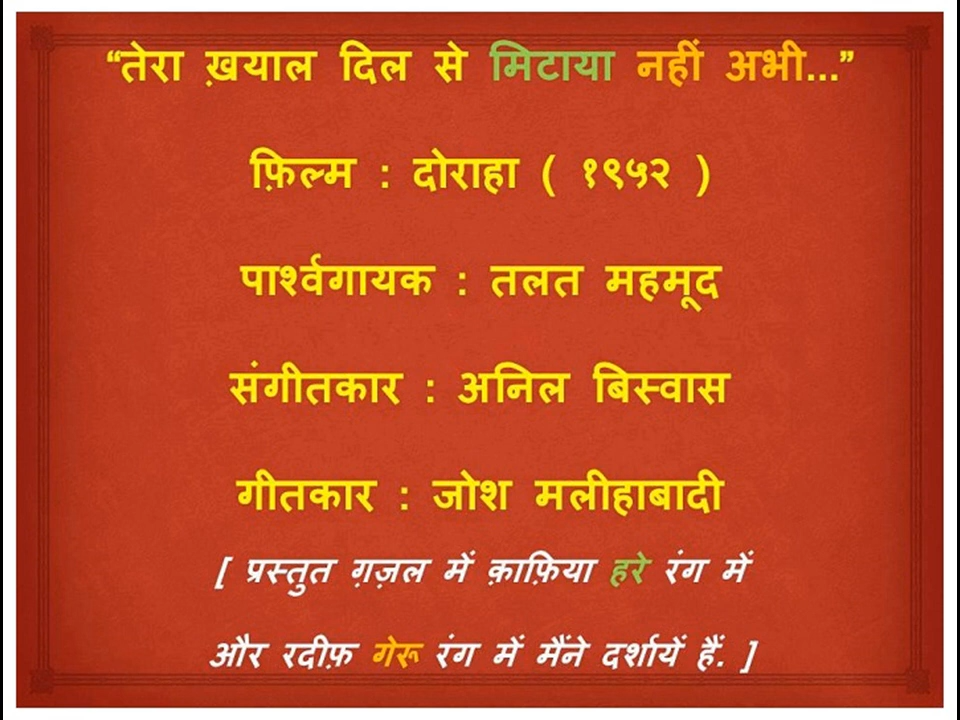 “तेरा ख़याल दिल से मिटाया नहीं अभी...”
फ़िल्म : दोराहा ( १९५२ )
पार्श्वगायक : तलत महमूद
संगीतकार : अनिल बिस्वास
गीतकार : जोश मलीहाबादी
[ प्रस्तुत ग़ज़ल में क़ाफ़िया हरे रंग में
और रदीफ़ गेरू रंग में मैंने दर्शायें हैं. ]